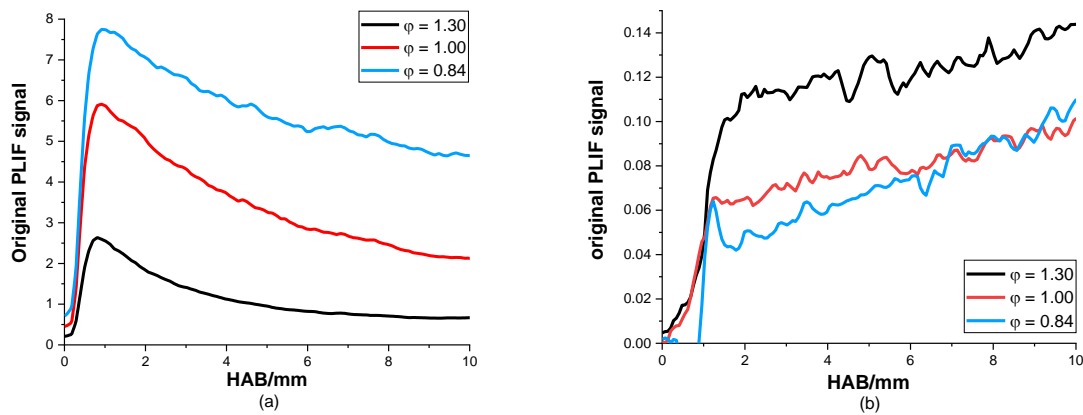 Original PLIF signal
8
7
6
5
4
3
2
1
0
0 2 4 6 8 10
HAB/mm
φ = 1.30
φ = 1.00
φ = 0.84
(a)
original PLIF signal
0.14
0.12
0.10
0.08
0.06
0.04
0.02
0.00
0 2 4 6 8 10
HAB/mm
φ = 1.30
φ = 1.00
φ = 0.84
(b)